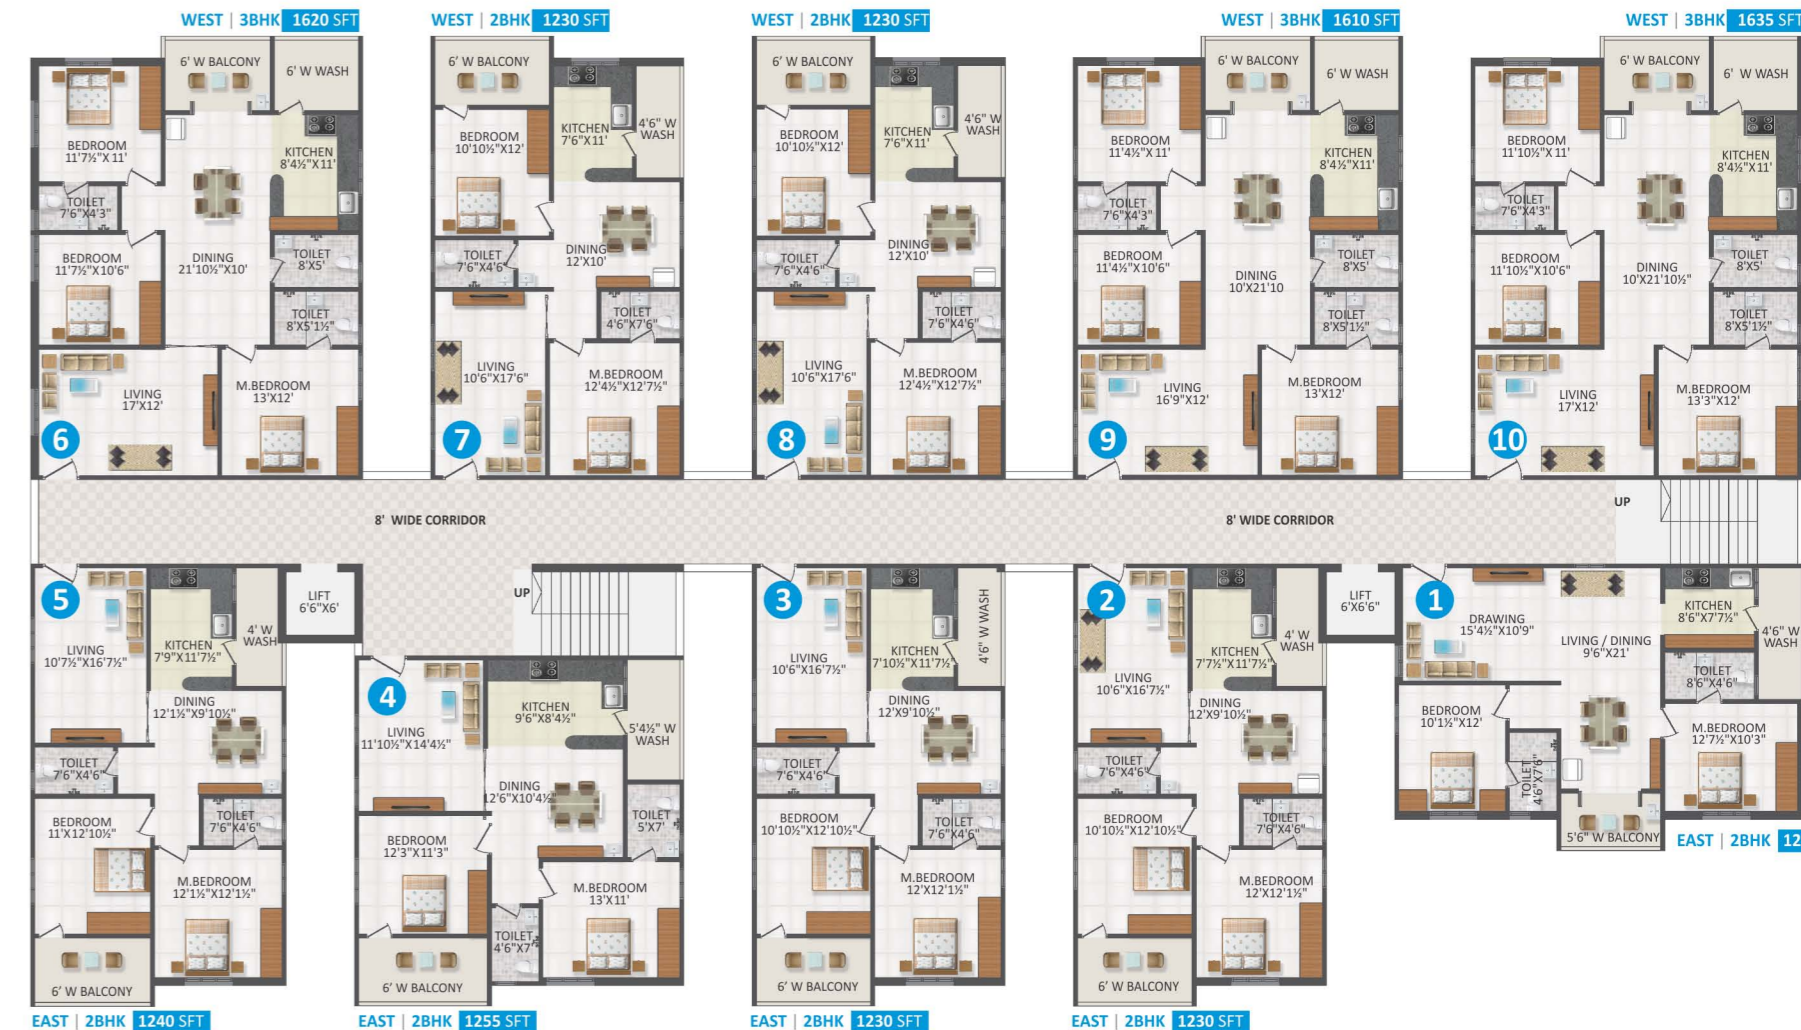 WEST | 3BHK 1620 SFT
WEST | 2BHK 1230 SFT
WEST | 2BHK 1230 SFT
WEST | 3BHK 1610 SFT
WEST | 3BHK 1635 SFT
6' W BALCONY
6' W WASH
BEDROOM
11'7½"X 11'
KITCHEN
8'4½"X11'
TOILET
7'6"X4'3"
BEDROOM
11'7½"X10'6"
DINING
21'10½"X10'
TOILET
8'X5'
TOILET
8'X5'1½"
LIVING
17'X12'
M.BEDROOM
13'X12'
6
6' W BALCONY
KITCHEN
7'6"X11'
4'6" W
WASH
BEDROOM
10'10½"X12'
DINING
12'X10'
TOILET
7'6"X4'6"
TOILET
4'6"X7'6"
LIVING
10'6"X17'6"
M.BEDROOM
12'4½"X12'7½"
7
6' W BALCONY
KITCHEN
7'6"X11'
4'6" W
WASH
BEDROOM
10'10½"X12'
DINING
12'X10'
TOILET
7'6"X4'6"
TOILET
7'6"X4'6"
LIVING
10'6"X17'6"
M.BEDROOM
12'4½"X12'7½"
8
6' W BALCONY
6' W WASH
BEDROOM
11'4½"X 11'
KITCHEN
8'4½"X11'
TOILET
7'6"X4'3"
BEDROOM
11'4½"X10'6"
DINING
10'X21'10
TOILET
8'X5'
TOILET
8'X5'1½"
LIVING
16'9"X12'
M.BEDROOM
13'X12'
9
6' W BALCONY
6' W WASH
BEDROOM
11'10½"X 11'
KITCHEN
8'4½"X11'
TOILET
7'6"X4'3"
BEDROOM
11'10½"X10'6"
DINING
10'X21'10½"
TOILET
8'X5'
TOILET
8'X5'1½"
LIVING
17'X12'
M.BEDROOM
13'3"X12'
10
8' WIDE CORRIDOR
8' WIDE CORRIDOR
UP
5
LIVING
10'7½"X16'7½"
KITCHEN
7'9"X11'7½"
4' W
WASH
DINING
12'1½"X9'10½"
TOILET
7'6"X4'6"
TOILET
7'6"X4'6"
BEDROOM
11'X12'10½"
M.BEDROOM
12'1½"X12'1½"
6' W BALCONY
LIFT
6'6"X6'
UP
4
LIVING
11'10½"X14'4½"
KITCHEN
9'6"X8'4½"
5'4½" W
WASH
DINING
12'6"X10'4½"
TOILET
5'X7'
BEDROOM
12'3"X11'3"
M.BEDROOM
13'X11'
TOILET
4'6"X7'
6' W BALCONY
3
LIVING
10'6"X16'7½"
KITCHEN
7'10½"X11'7½"
4'6" W WASH
DINING
12'X9'10½"
TOILET
7'6"X4'6"
TOILET
7'6"X4'6"
BEDROOM
10'10½"X12'10½"
M.BEDROOM
12'X12'1½"
6' W BALCONY
2
LIVING
10'6"X16'7½"
KITCHEN
7'7½"X11'7½"
4' W
WASH
DINING
12'X9'10½"
TOILET
7'6"X4'6"
TOILET
7'6"X4'6"
BEDROOM
10'10½"X12'10½"
M.BEDROOM
12'X12'1½"
6' W BALCONY
LIFT
6'X6'6"
1
DRAWING
15'4½"X10'9"
LIVING / DINING
9'6"X21'
KITCHEN
8'6"X7'7½"
4'6" W
WASH
TOILET
8'6"X4'6"
BEDROOM
10'1½"X12'
TOILET
4'6"X7'6"
M.BEDROOM
12'7½"X10'3"
5'6" W BALCONY
EAST | 2BHK 12
EAST | 2BHK 1240 SFT
EAST | 2BHK 1255 SFT
EAST | 2BHK 1230 SFT
EAST | 2BHK 1230 SFT